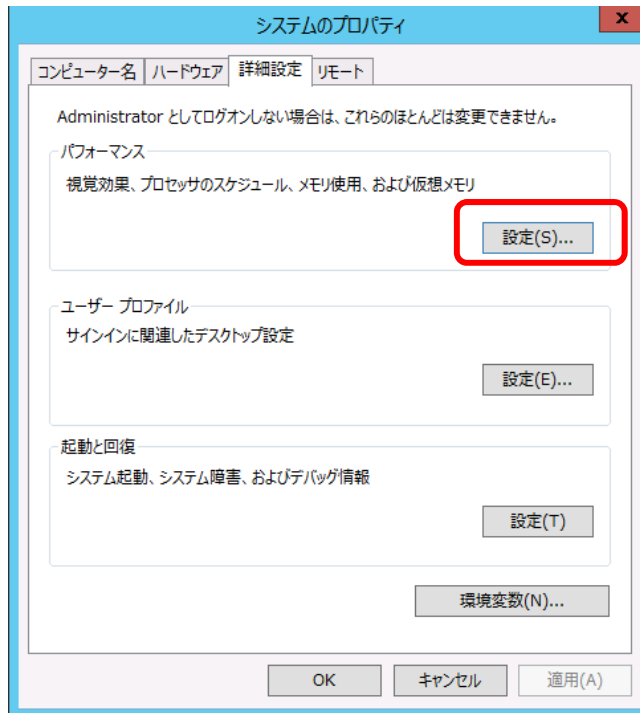 システムのプロパティ
x
コンピューター名 ハードウェア 詳細設定 リモート
Administrator としてログオンしない場合は、これらのほとんどは変更できません。
パフォーマンス
視覚効果、プロセッサのスケジュール、メモリ使用、および仮想メモリ
設定(S)...
ユーザー プロファイル
サインインに関連したデスクトップ設定
設定(E)...
起動と回復
システム起動、システム障害、およびデバッグ情報
設定(T)
環境変数(N)...
OK キャンセル 適用(A)